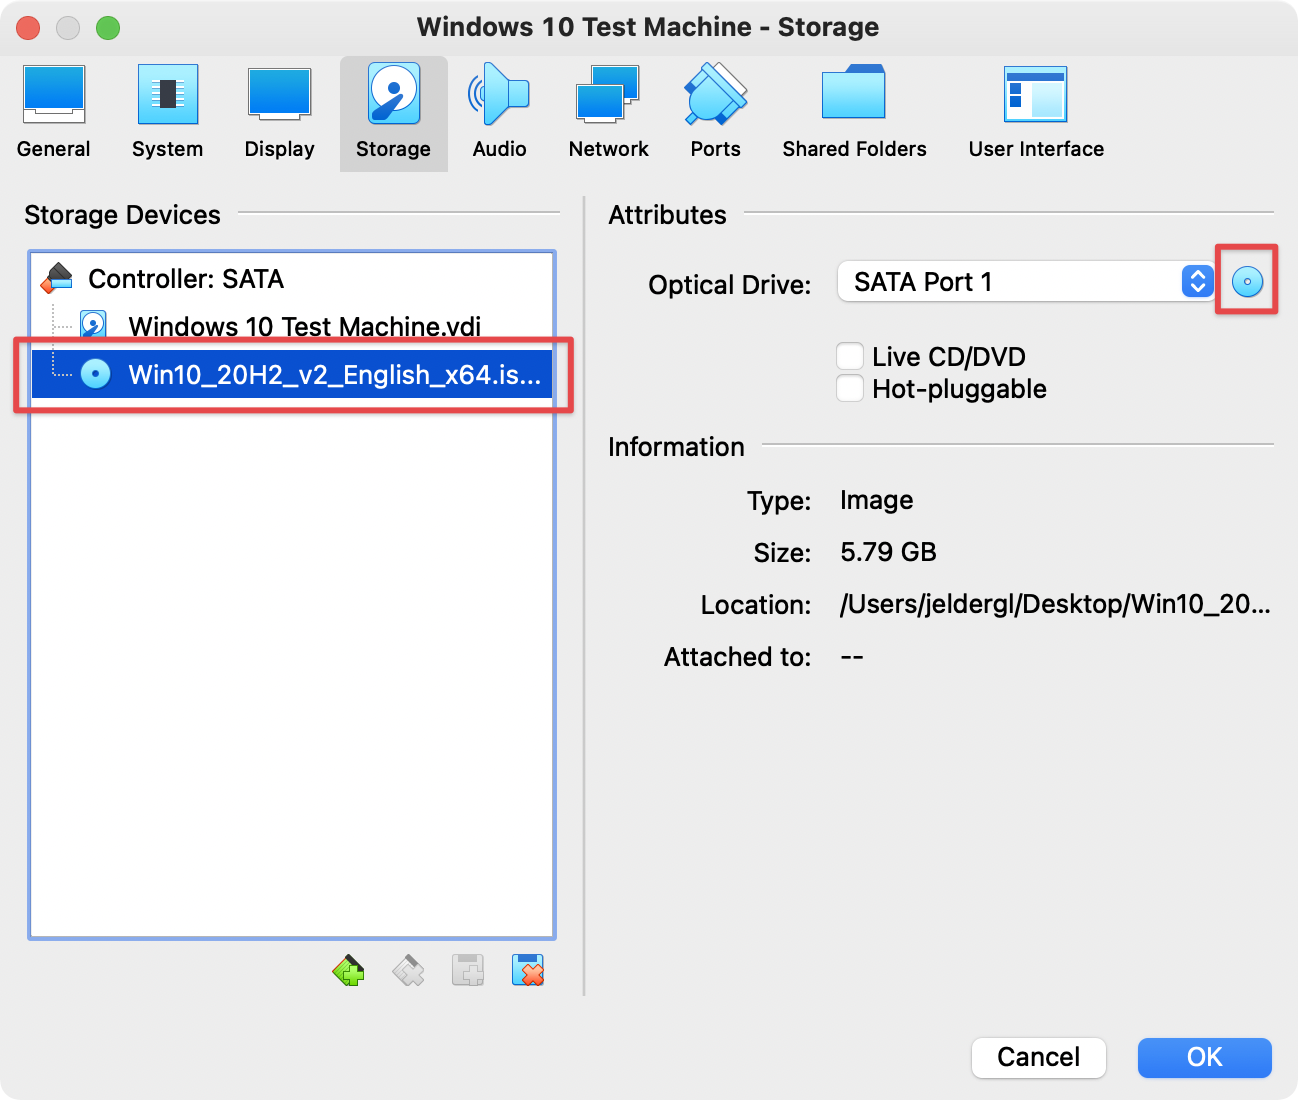 Windows 10 Test Machine - Storage
General System Display Storage Audio Network Ports Shared Folders User Interface
Storage Devices
Controller: SATA
Windows 10 Test Machine.vdi
Win10_20H2_v2_English_x64.is...
Attributes
Optical Drive: SATA Port 1
Live CD/DVD
Hot-pluggable
Information
Type: Image
Size: 5.79 GB
Location: /Users/jeldergl/Desktop/Win10_20...
Attached to: --
Cancel OK